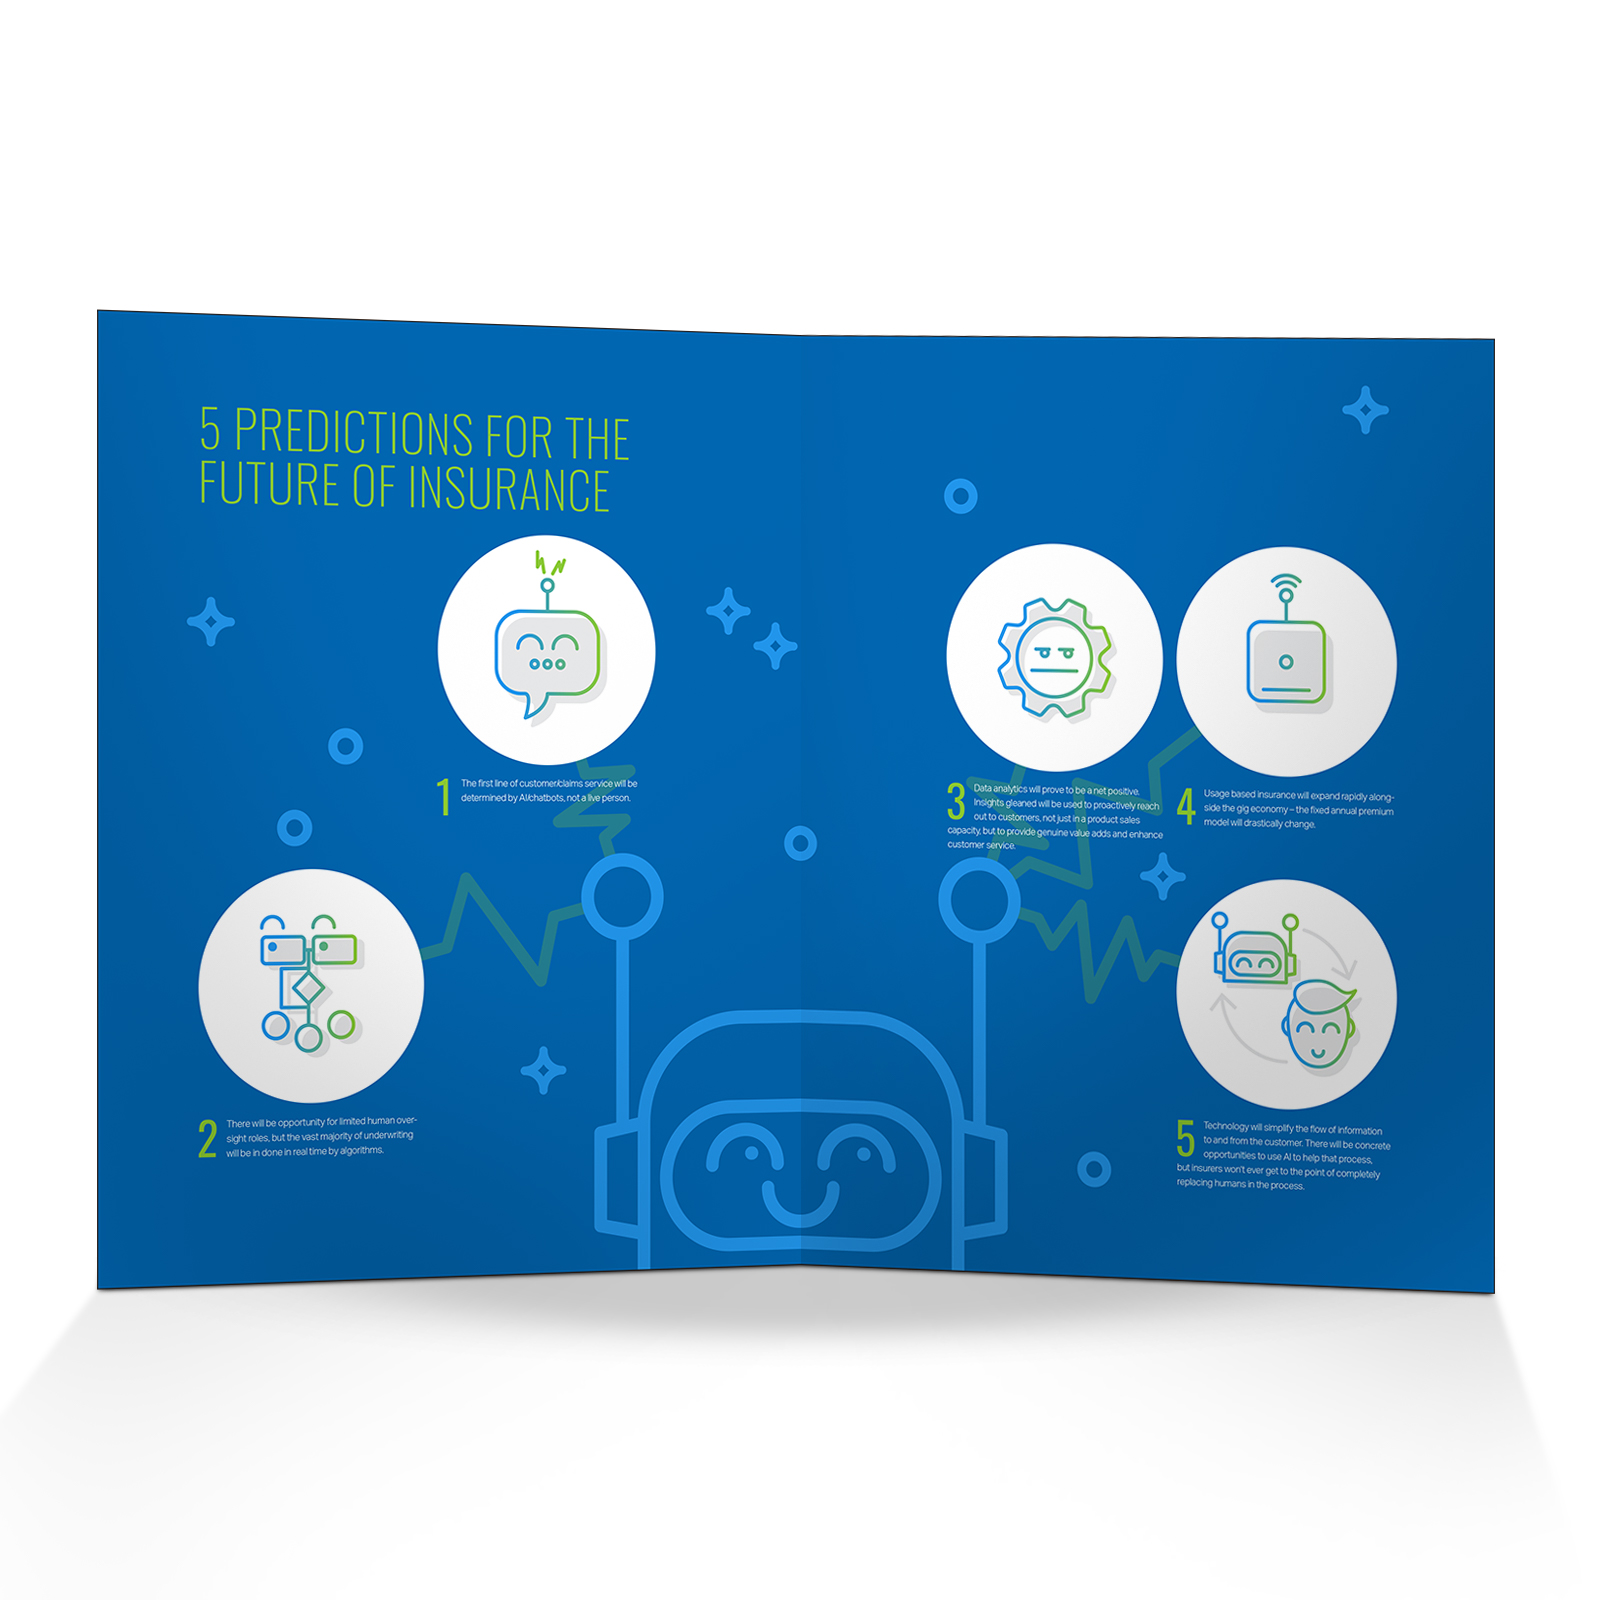 5 PREDICTIONS FOR THE
FUTURE OF INSURANCE
1
The first line of customer/claims service will be
determined by AI/chatbots, not a live person.
2
There will be opportunity for limited human over-
sight roles, but the vast majority of underwriting
will be in done in real time by algorithms.
3
Data analytics will prove to be a net positive.
Insights gleaned will be used to proactively reach
out to customers, not just in a product sales
capacity, but to provide genuine value adds and enhance
customer service.
4
Usage based insurance will expand rapidly along-
side the gig economy – the fixed annual premium
model will drastically change.
5
Technology will simplify the flow of information
to and from the customer. There will be concrete
opportunities to use AI to help that process,
but insurers won't ever get to the point of completely
replacing humans in the process.